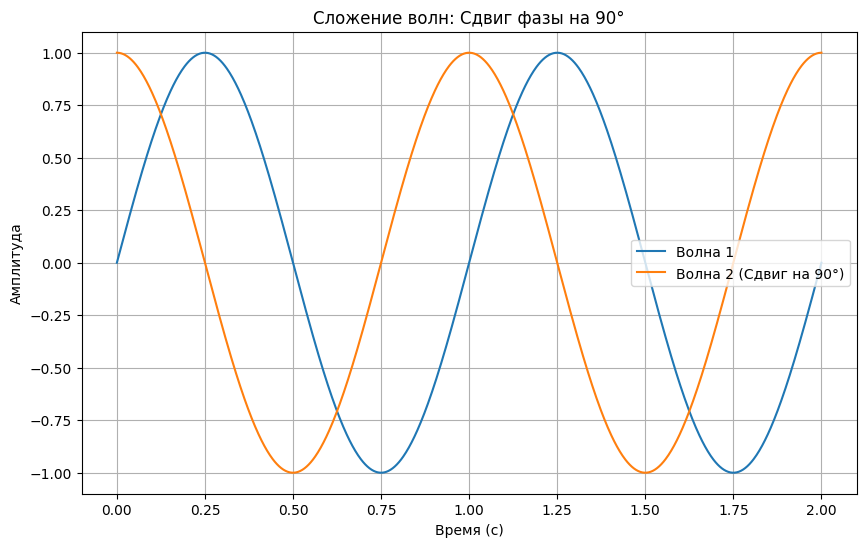 Сложение волн: Сдвиг фазы на 90°
1.00
0.75
0.50
0.25
0.00
−0.25
−0.50
−0.75
−1.00
Амплитуда
Волна 1
Волна 2 (Сдвиг на 90°)
0.00 0.25 0.50 0.75 1.00 1.25 1.50 1.75 2.00
Время (с)